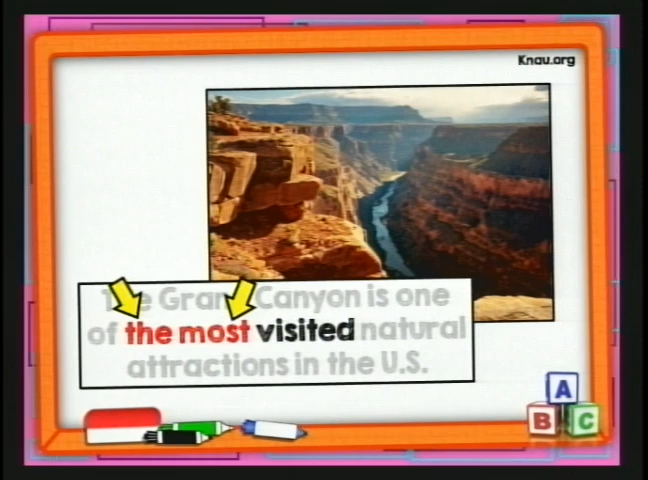 Knau.org
The Grand Canyon is one
of the most visited natural
attractions in the U.S.
A
B C